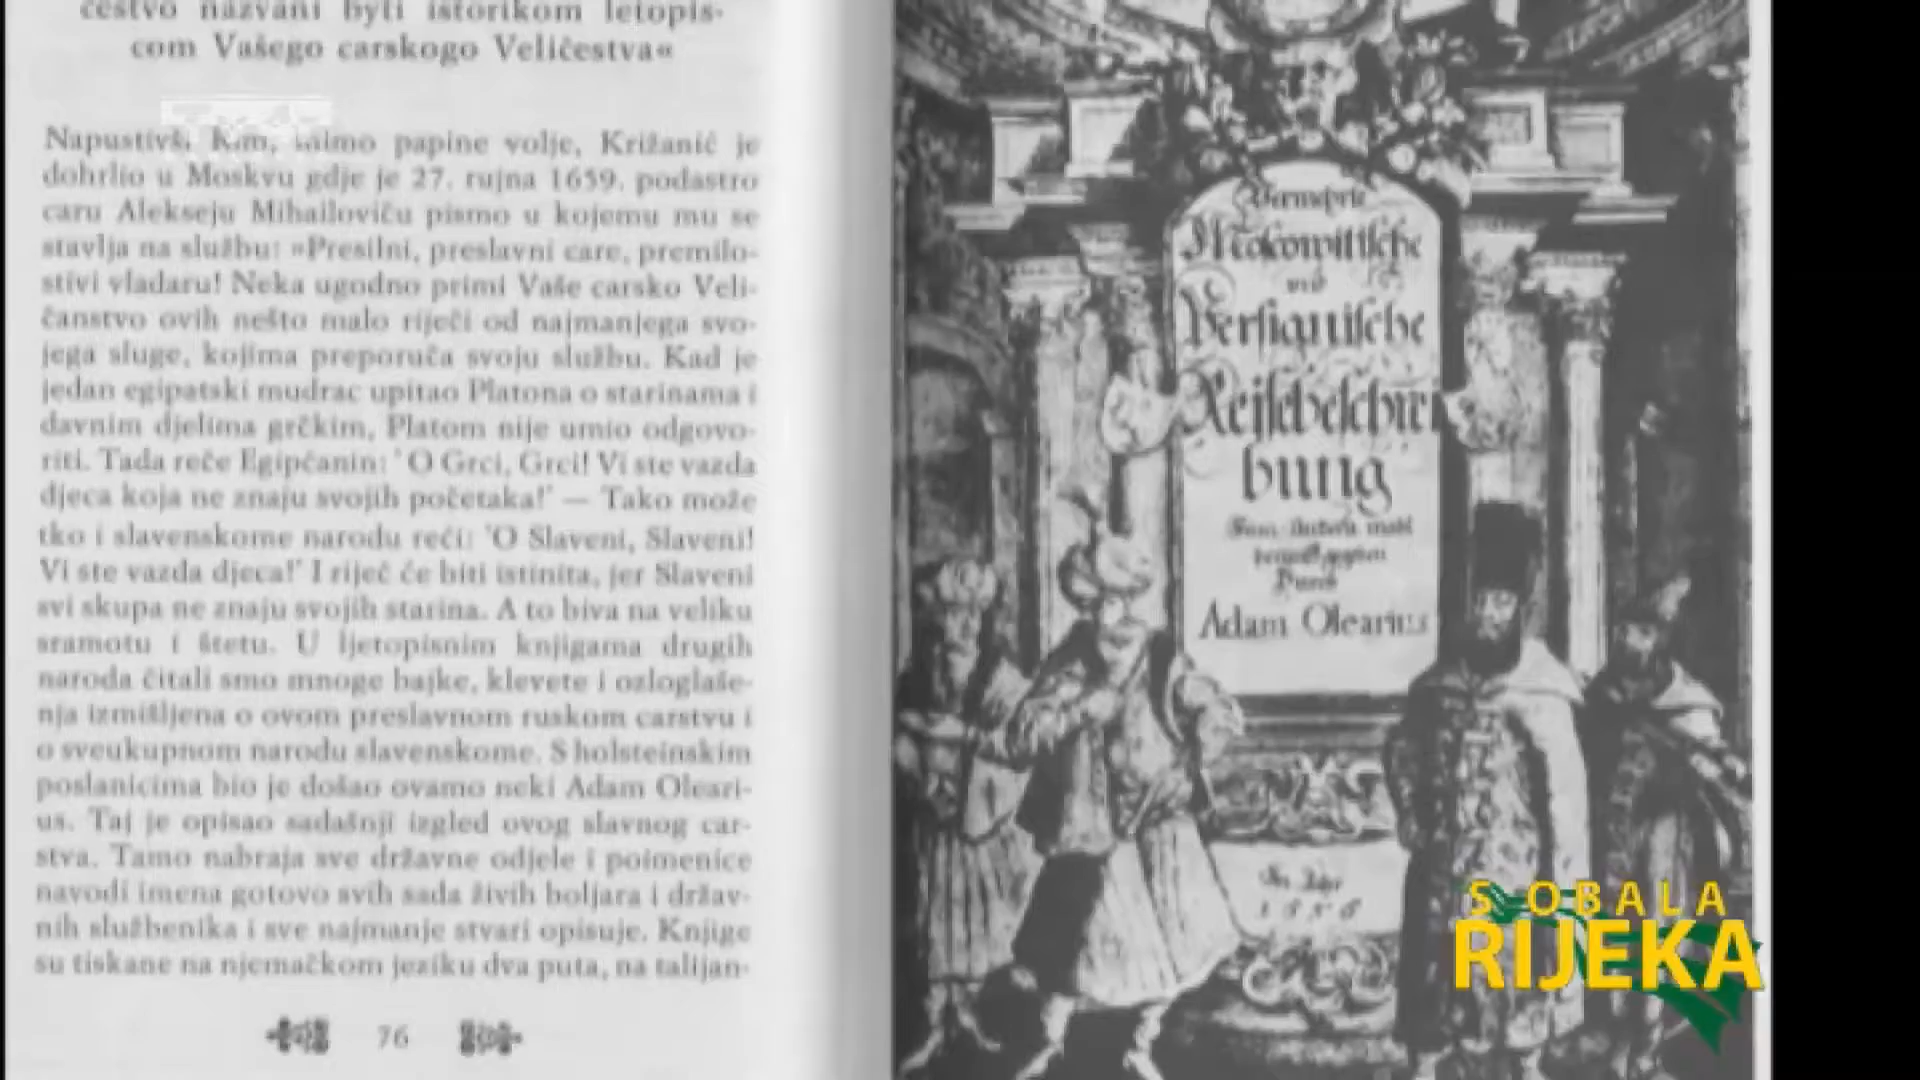 čestvo nazvani byti istorikom letopis-
com Vašego carskogo Veličestva«
Napustivši Rim, mimo papine volje, Križanić je
dohrlio u Moskvu gdje je 27. rujna 1659. podastro
caru Alekseju Mihailoviču pismo u kojemu mu se
stavlja na službu: »Presilni, preslavni care, premilo-
stivi vladaru! Neka ugodno primi Vaše carsko Veli-
čanstvo ovih nešto malo riječi od najmanjega svo-
jega sluge, kojima preporuča svoju službu. Kad je
jedan egipatski mudrac upitao Platona o starinama i
davnim djelima grčkim, Platom nije umio odgovo-
riti. Tada reče Egipćanin: 'O Grci, Grci! Vi ste vazda
djeca koja ne znaju svojih početaka!' — Tako može
tko i slavenskome narodu reći: 'O Slaveni, Slaveni!
Vi ste vazda djeca!' I riječ će biti istinita, jer Slaveni
svi skupa ne znaju svojih starina. A to biva na veliku
sramotu i štetu. U ljetopisnim knjigama drugih
naroda čitali smo mnoge bajke, klevete i ozloglaše-
nja izmišljena o ovom preslavnom ruskom carstvu i
o sveukupnom narodu slavenskome. S holsteinskim
poslanicima bio je došao ovamo neki Adam Oleari-
us. Taj je opisao sadašnji izgled ovog slavnog car-
stva. Tamo nabraja sve državne odjele i poimenice
navodi imena gotovo svih sada živih boljara i držav-
nih službenika i sve najmanje stvari opisuje. Knjige
su tiskane na njemačkom jeziku dva puta, na talijan-
76
Moskowitische
vnd
Persianische
Reisebeschrei
bung
Durch
Adam Olearius
S OBALA
RIJEKA